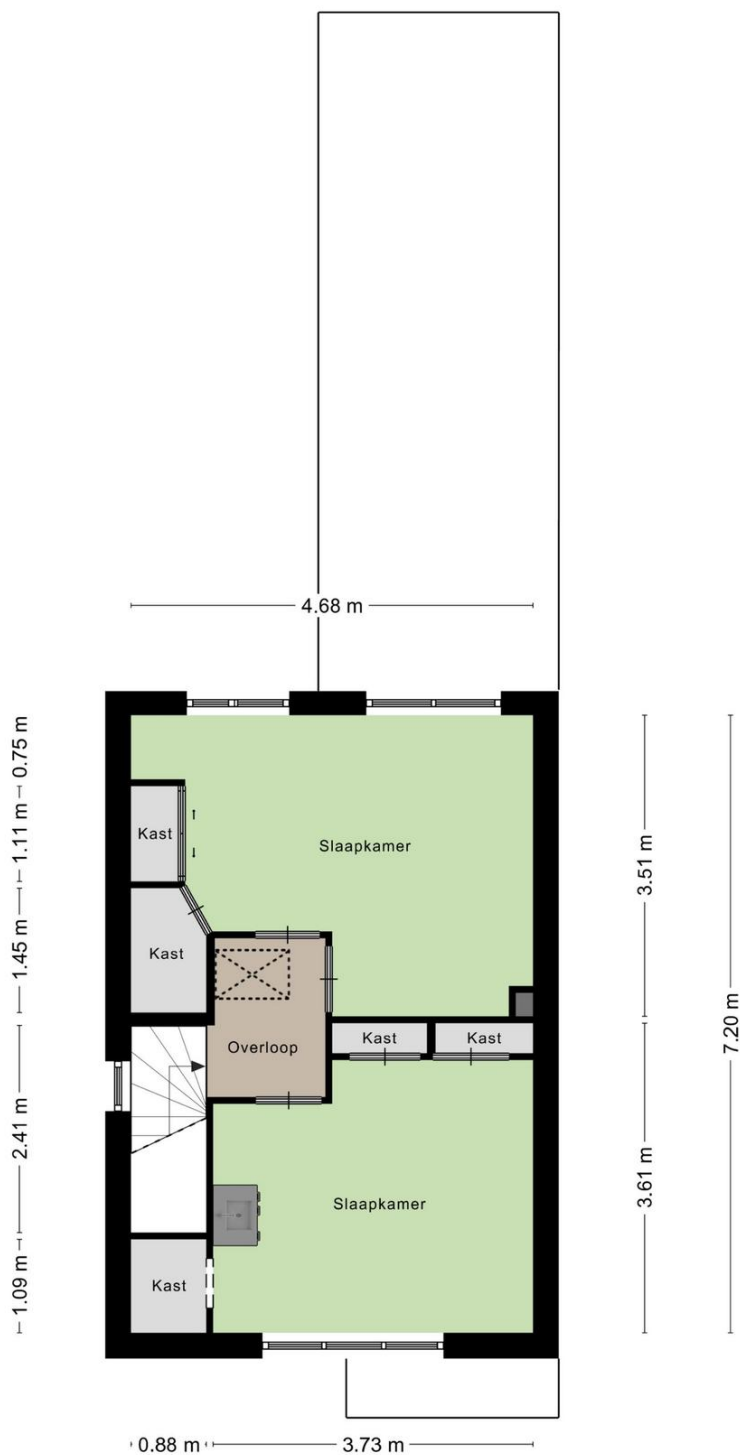 4.68 m
0.75 m
1.11 m
1.45 m
2.41 m
1.09 m
Kast
Slaapkamer
Kast
Overloop
Kast
Kast
Slaapkamer
Kast
3.51 m
3.61 m
7.20 m
0.88 m
3.73 m